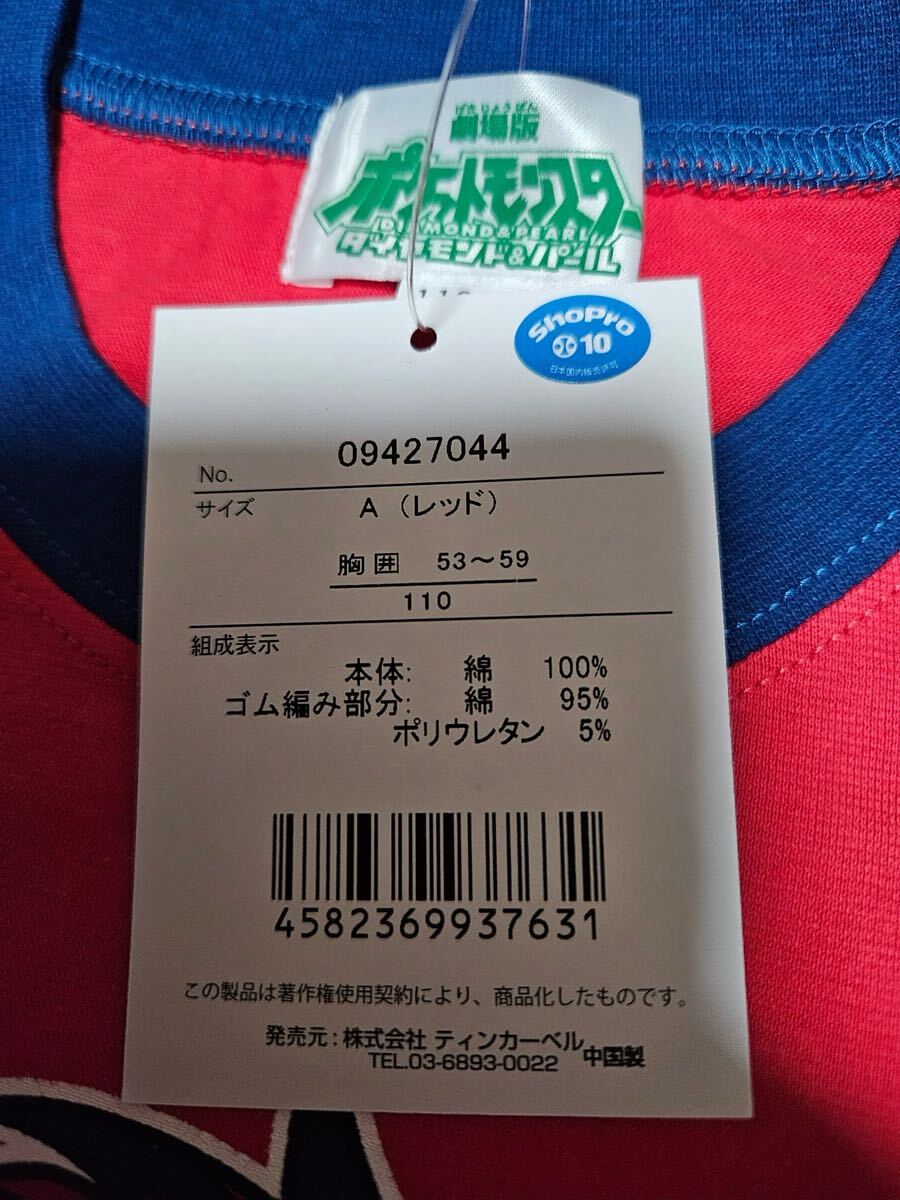 げきじょうばん
劇場版
ポケットモンスター
DIAMOND & PEARL
ダイヤモンド&パール
110
ShoPro
10
日本国内販売許可
No. 09427044
サイズ A（レッド）
胸囲 53～59
110
組成表示
本体: 綿 100%
ゴム編み部分: 綿 95%
ポリウレタン 5%
4582369937631
この製品は著作権使用契約により、商品化したものです。
発売元：株式会社 ティンカーベル
TEL.03-6893-0022 中国製